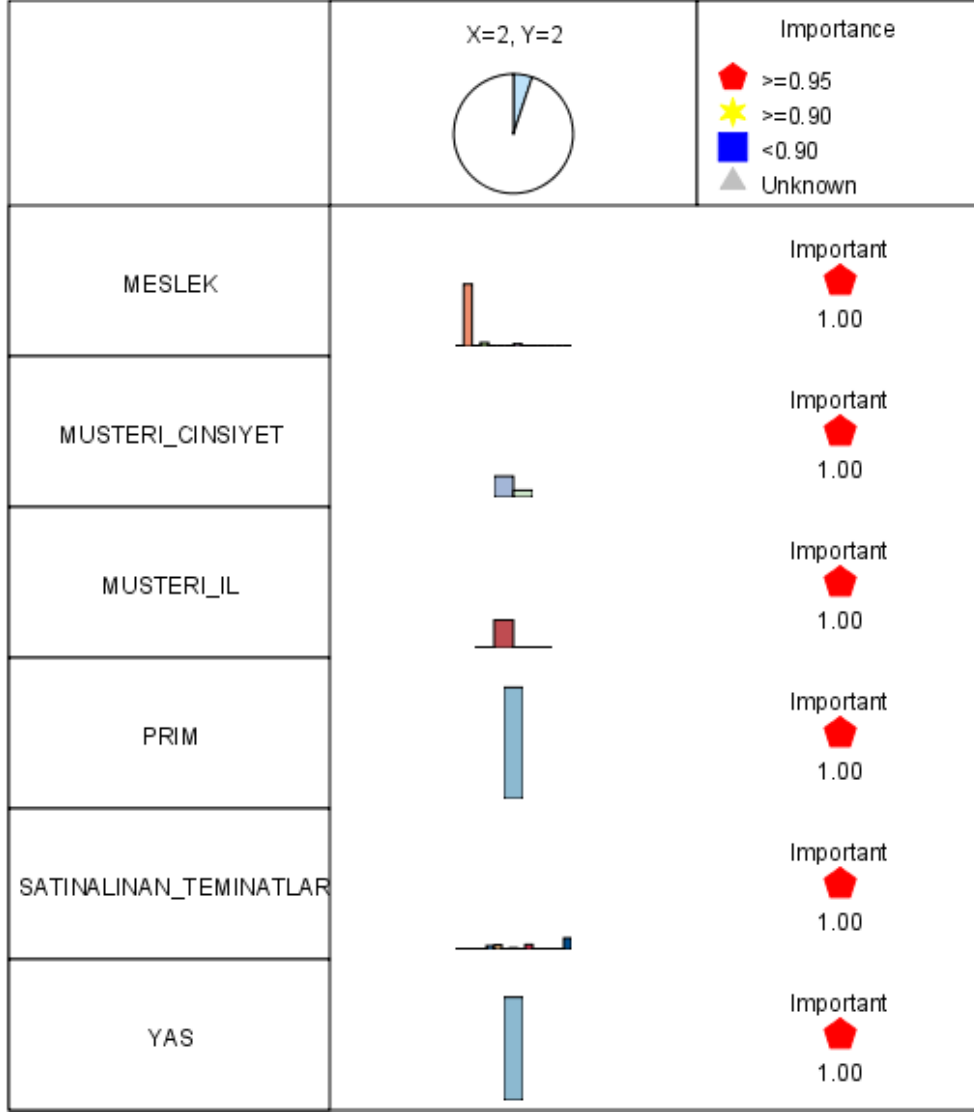 X=2, Y=2
Importance
>=0.95
>=0.90
<0.90
Unknown
MESLEK
Important
1.00
MUSTERI_CINSIYET
Important
1.00
MUSTERI_IL
Important
1.00
PRIM
Important
1.00
SATINALINAN_TEMINATLAR
Important
1.00
YAS
Important
1.00